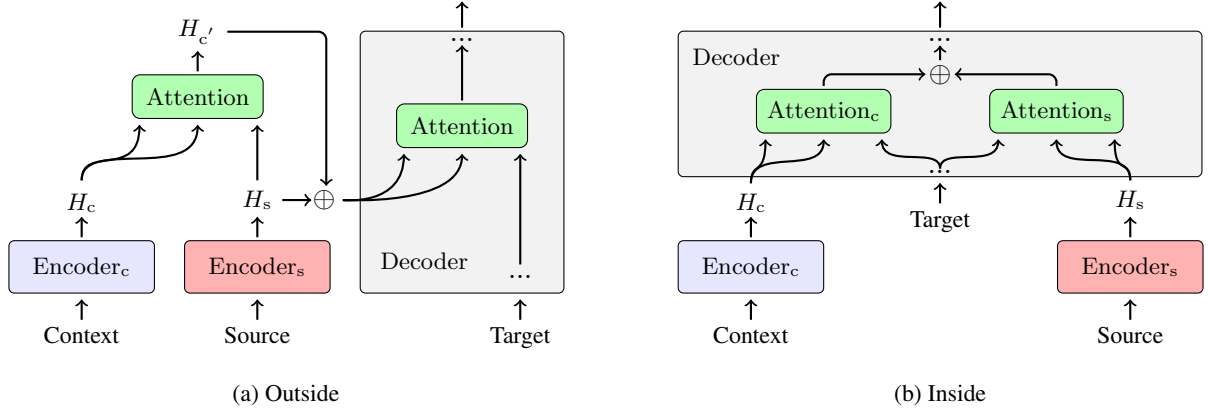 H_c′
...
Attention
Attention
H_c
H_s
⊕
Encoder_c
Encoder_s
Decoder
...
Context
Source
Target
(a) Outside
...
Decoder
⊕
Attention_c
Attention_s
...
H_c
H_s
Target
Encoder_c
Encoder_s
Context
Source
(b) Inside